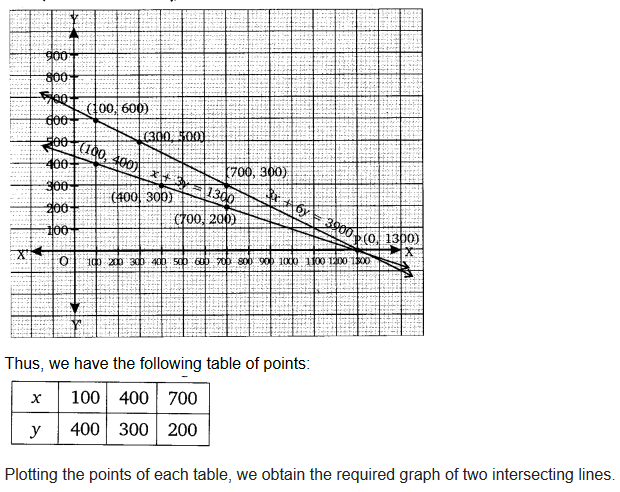 Y
900
800
700
600 (100, 600)
500 (300, 500)
400 (100, 400) x + 3y = 1300 (700, 300)
300 (400, 300) 3x + 6y = 3900
200 (700, 200)
100 P(0, 1300)
X' X
O 100 200 300 400 500 600 700 800 900 1000 1100 1200 1300
Y'
Thus, we have the following table of points:
x 100 400 700
y 400 300 200
Plotting the points of each table, we obtain the required graph of two intersecting lines.